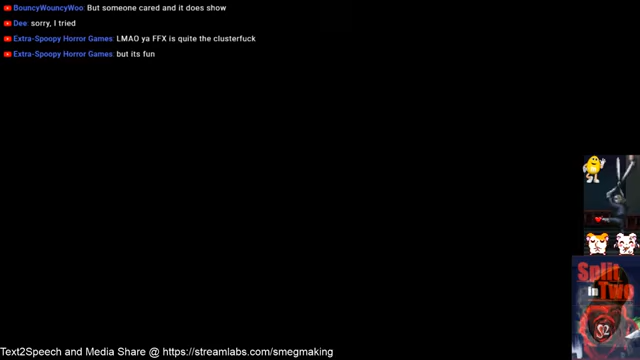 BouncyWouncyWoo: But someone cared and it does show
Dee: sorry, I tried
Extra-Spoopy Horror Games: LMAO ya FFX is quite the clusterfuck
Extra-Spoopy Horror Games: but its fun
Split
in Two
S2
Text2Speech and Media Share @ https://streamlabs.com/smegmaking